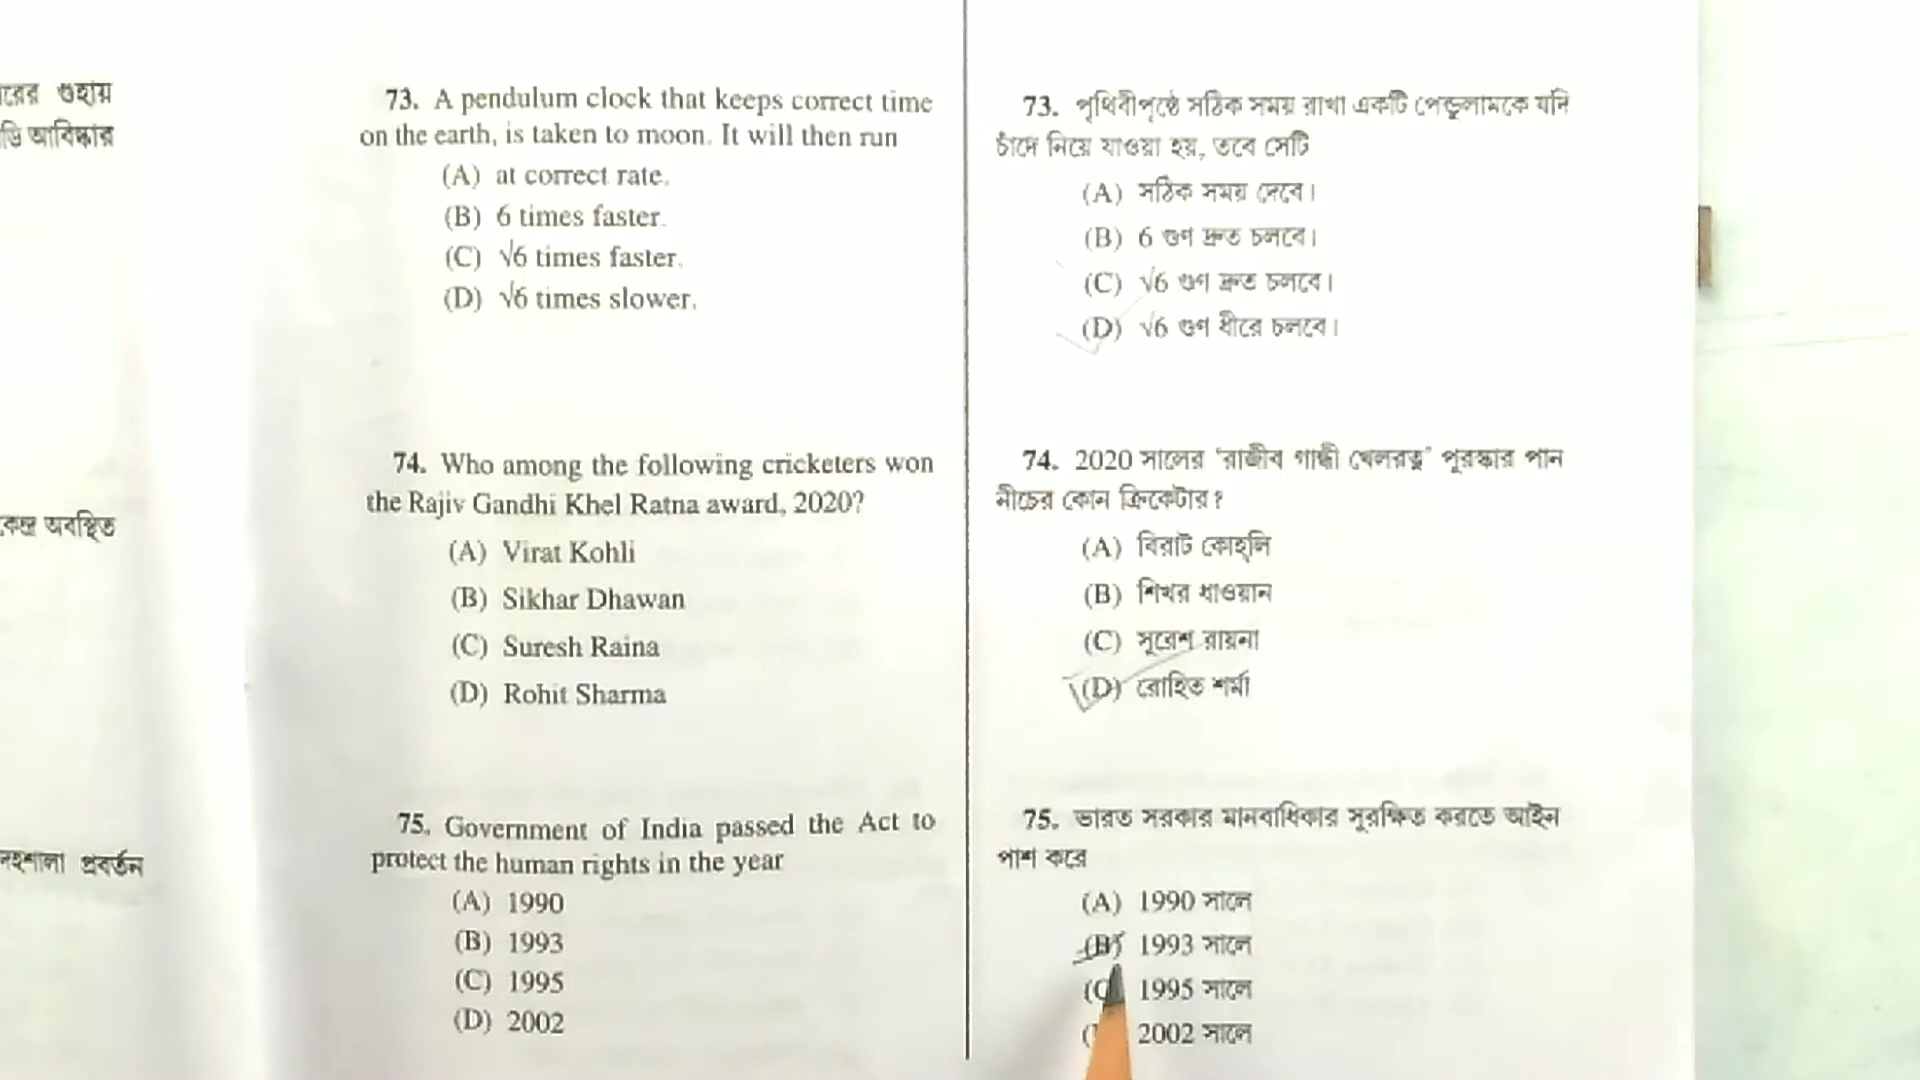 গুহায়
আবিষ্কার
অবস্থিত
প্রবর্তন
73. A pendulum clock that keeps correct time
on the earth, is taken to moon. It will then run
(A) at correct rate.
(B) 6 times faster.
(C) √6 times faster.
(D) √6 times slower.
74. Who among the following cricketers won
the Rajiv Gandhi Khel Ratna award, 2020?
(A) Virat Kohli
(B) Sikhar Dhawan
(C) Suresh Raina
(D) Rohit Sharma
75. Government of India passed the Act to
protect the human rights in the year
(A) 1990
(B) 1993
(C) 1995
(D) 2002
73. পৃথিবীপৃষ্ঠে সঠিক সময় রাখা একটি পেন্ডুলামকে যদি
চাঁদে নিয়ে যাওয়া হয়, তবে সেটি
(A) সঠিক সময় দেবে।
(B) 6 গুণ দ্রুত চলবে।
(C) √6 গুণ দ্রুত চলবে।
(D) √6 গুণ ধীরে চলবে।
74. 2020 সালের 'রাজীব গান্ধী খেলরত্ন' পুরস্কার পান
নীচের কোন ক্রিকেটার?
(A) বিরাট কোহ্‌লি
(B) শিখর ধাওয়ান
(C) সুরেশ রায়না
(D) রোহিত শর্মা
75. ভারত সরকার মানবাধিকার সুরক্ষিত করতে আইন
পাশ করে
(A) 1990 সালে
(B) 1993 সালে
(C 1995 সালে
2002 সালে